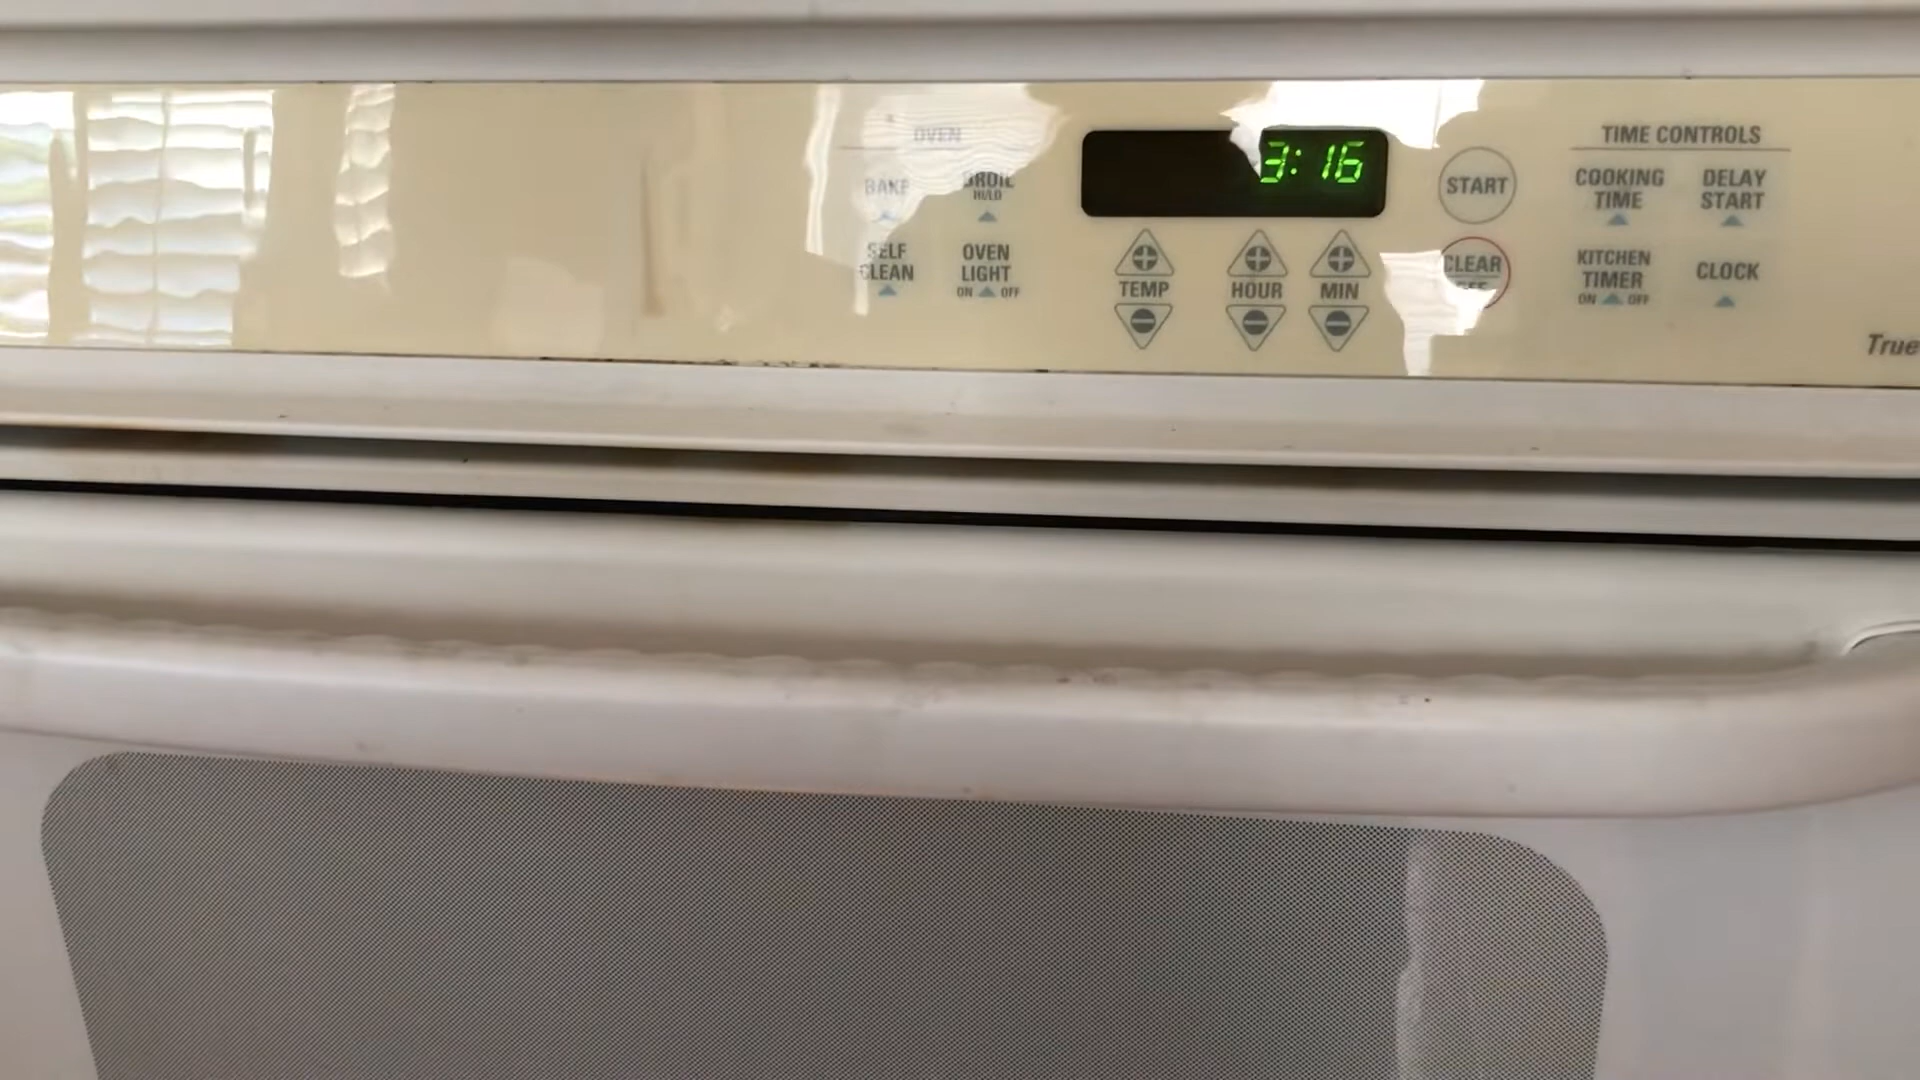 OVEN
BAKE
BROIL
HI/LO
SELF
CLEAN
OVEN
LIGHT
ON OFF
3:16
TEMP
HOUR
MIN
START
CLEAR
TIME CONTROLS
COOKING
TIME
DELAY
START
KITCHEN
TIMER
ON OFF
CLOCK
True